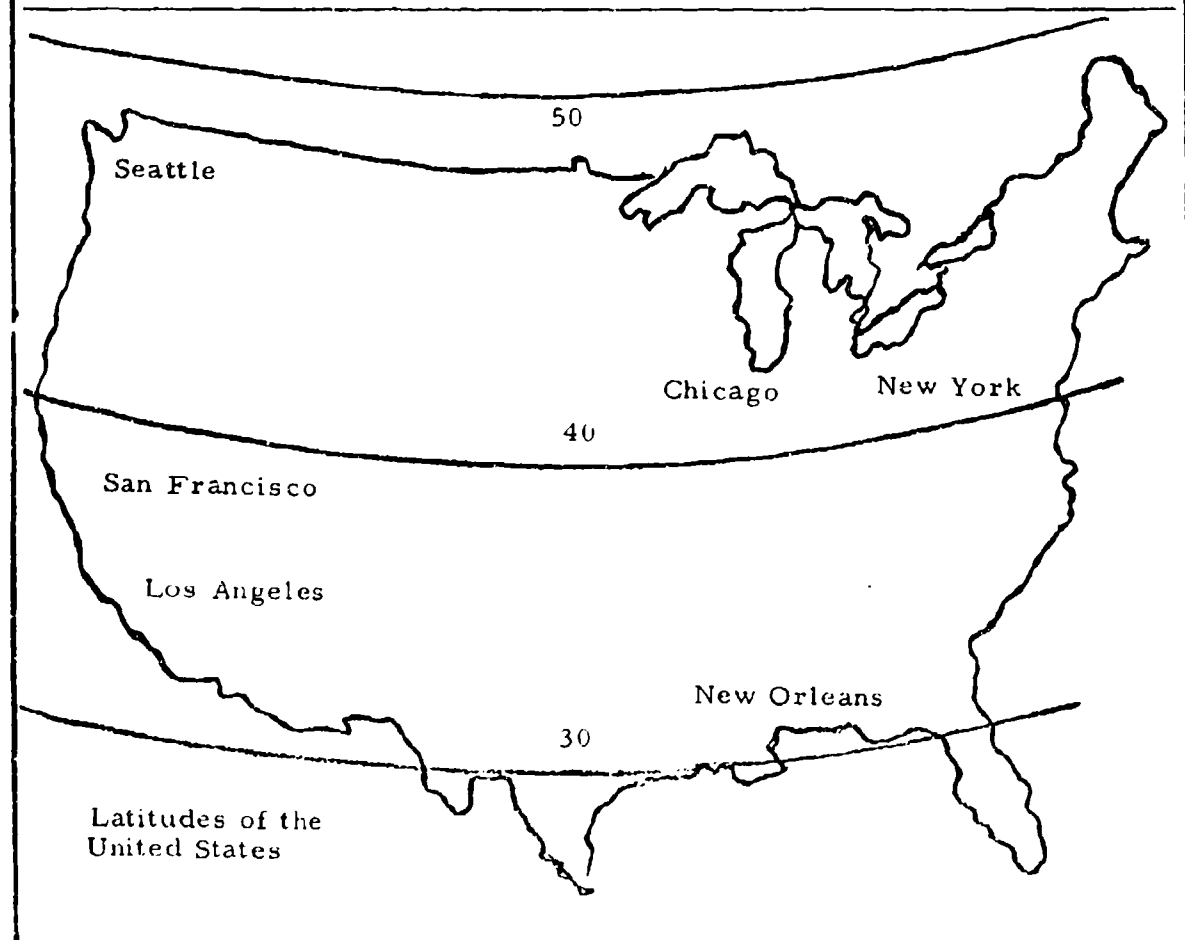 50
Seattle
Chicago
New York
40
San Francisco
Los Angeles
New Orleans
30
Latitudes of the
United States